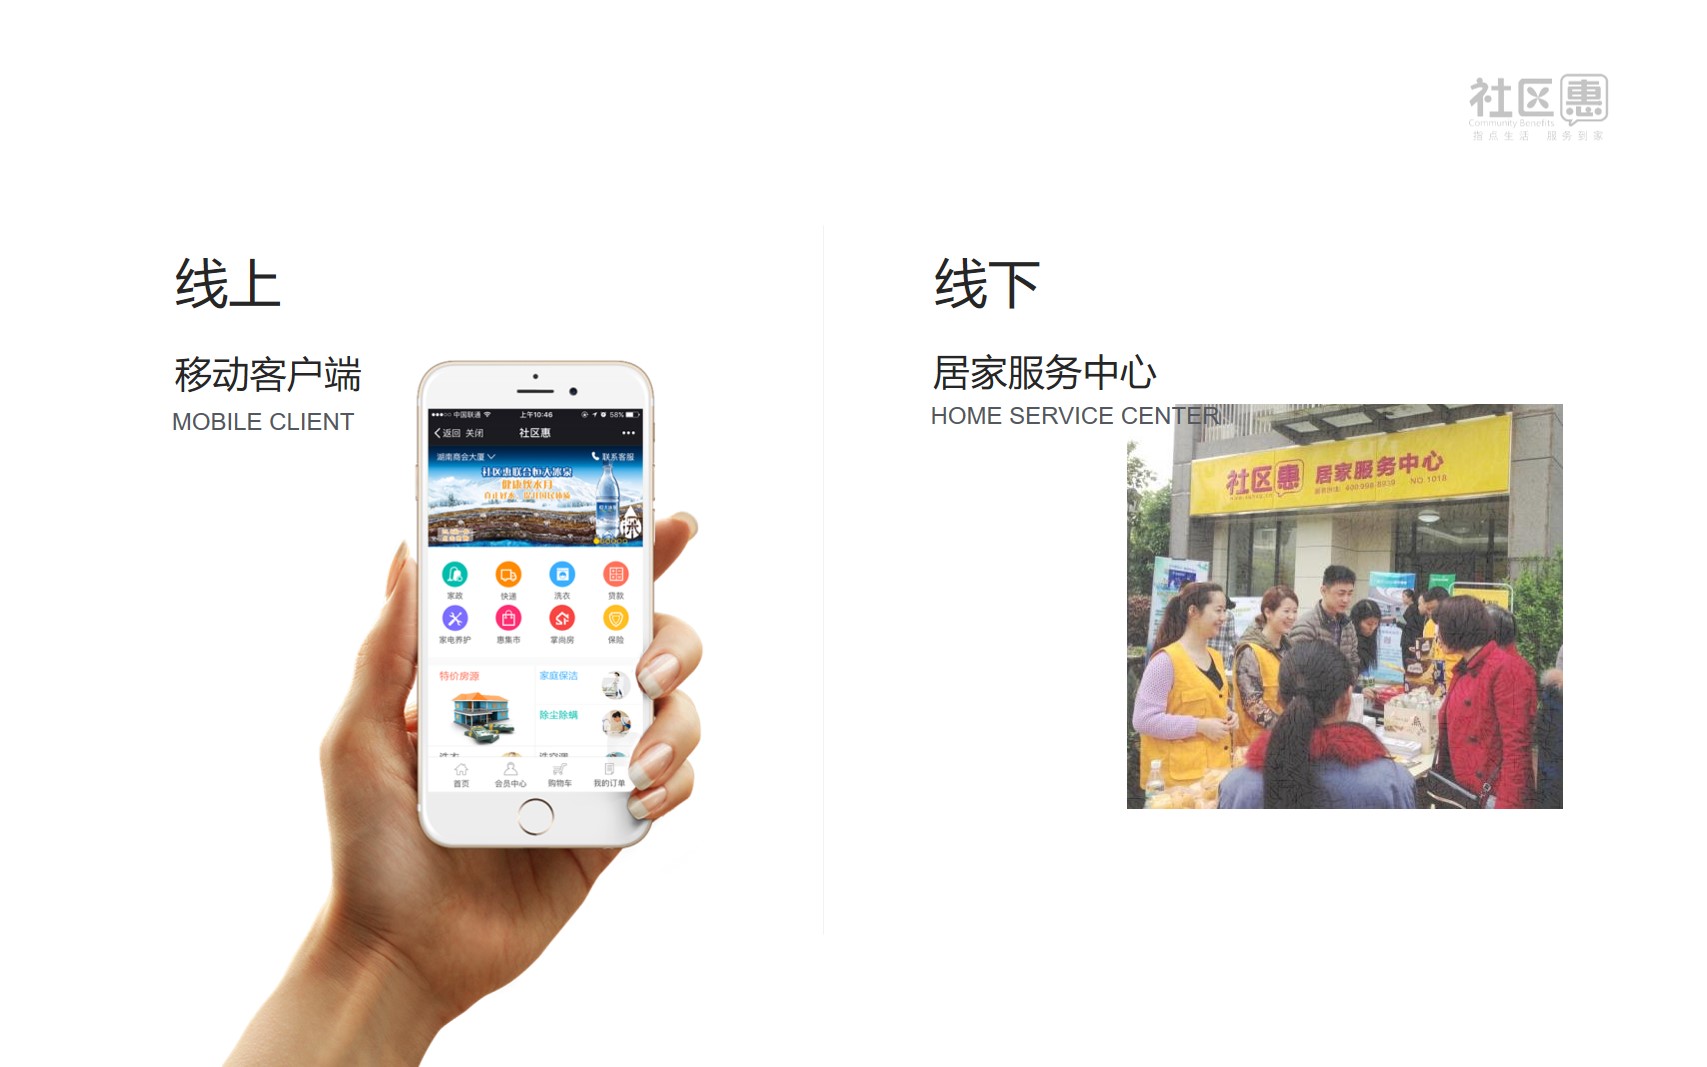 社区惠
Community Benefits
指点生活 服务到家
线上
移动客户端
MOBILE CLIENT
中国联通
上午10:46
58%
返回 关闭
社区惠
湖南商会大厦
联系客服
社区惠联合恒大冰泉
健康饮水月
家政
快递
洗衣
贷款
家电养护
惠集市
掌尚房
保险
特价房源
家庭保洁
除尘除螨
首页
会员中心
购物车
我的订单
线下
居家服务中心
HOME SERVICE CENTER
社区惠
居家服务中心
NO.1018